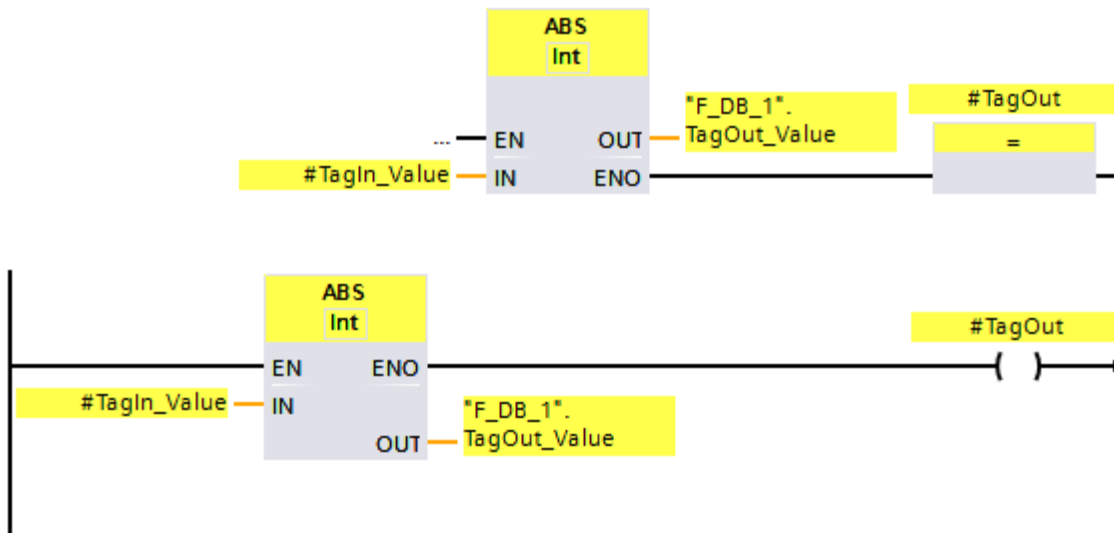 ABS
Int
"F_DB_1".
TagOut_Value
#TagOut
=
... EN OUT
#TagIn_Value IN ENO
ABS
Int
#TagOut
EN ENO
#TagIn_Value IN
"F_DB_1".
TagOut_Value
OUT